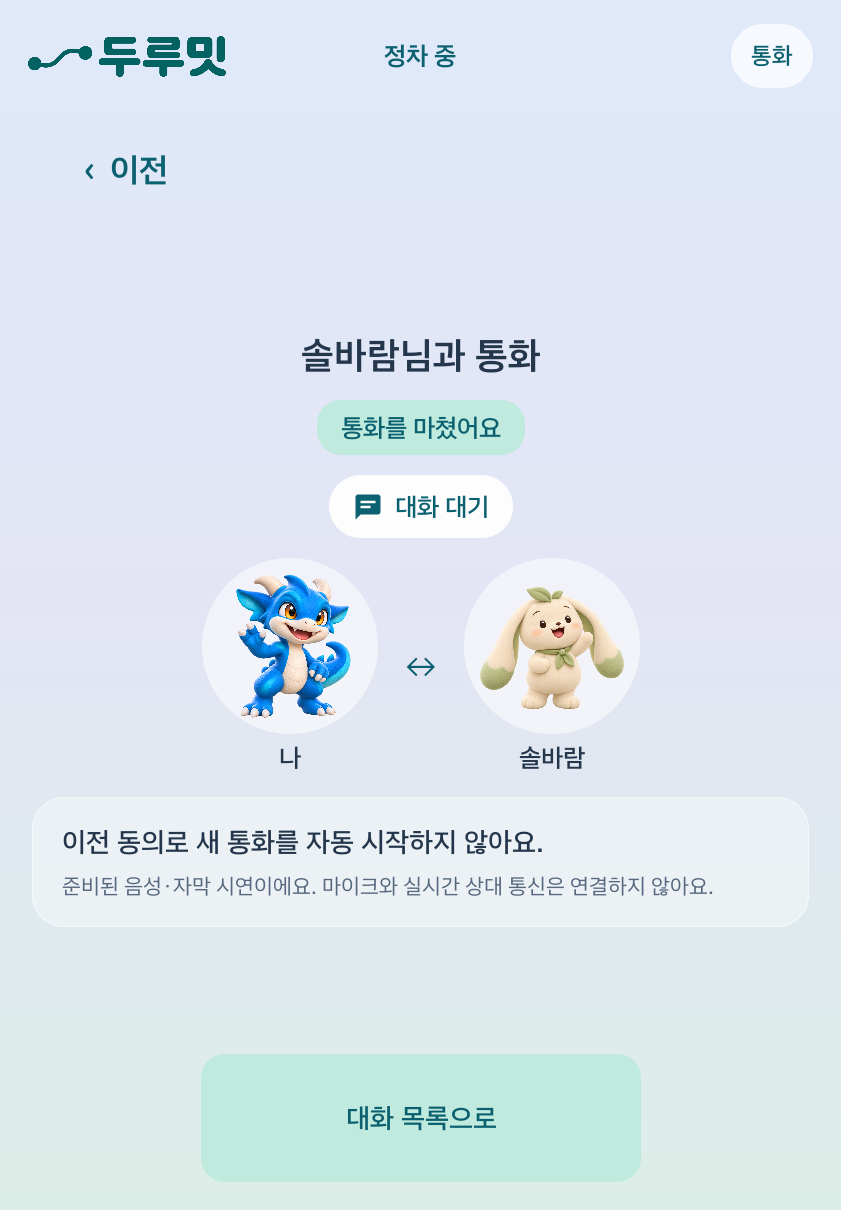 두루밋
정차 중
통화
‹ 이전
솔바람님과 통화
통화를 마쳤어요
대화 대기
↔
나
솔바람
이전 동의로 새 통화를 자동 시작하지 않아요.
준비된 음성·자막 시연이에요. 마이크와 실시간 상대 통신은 연결하지 않아요.
대화 목록으로